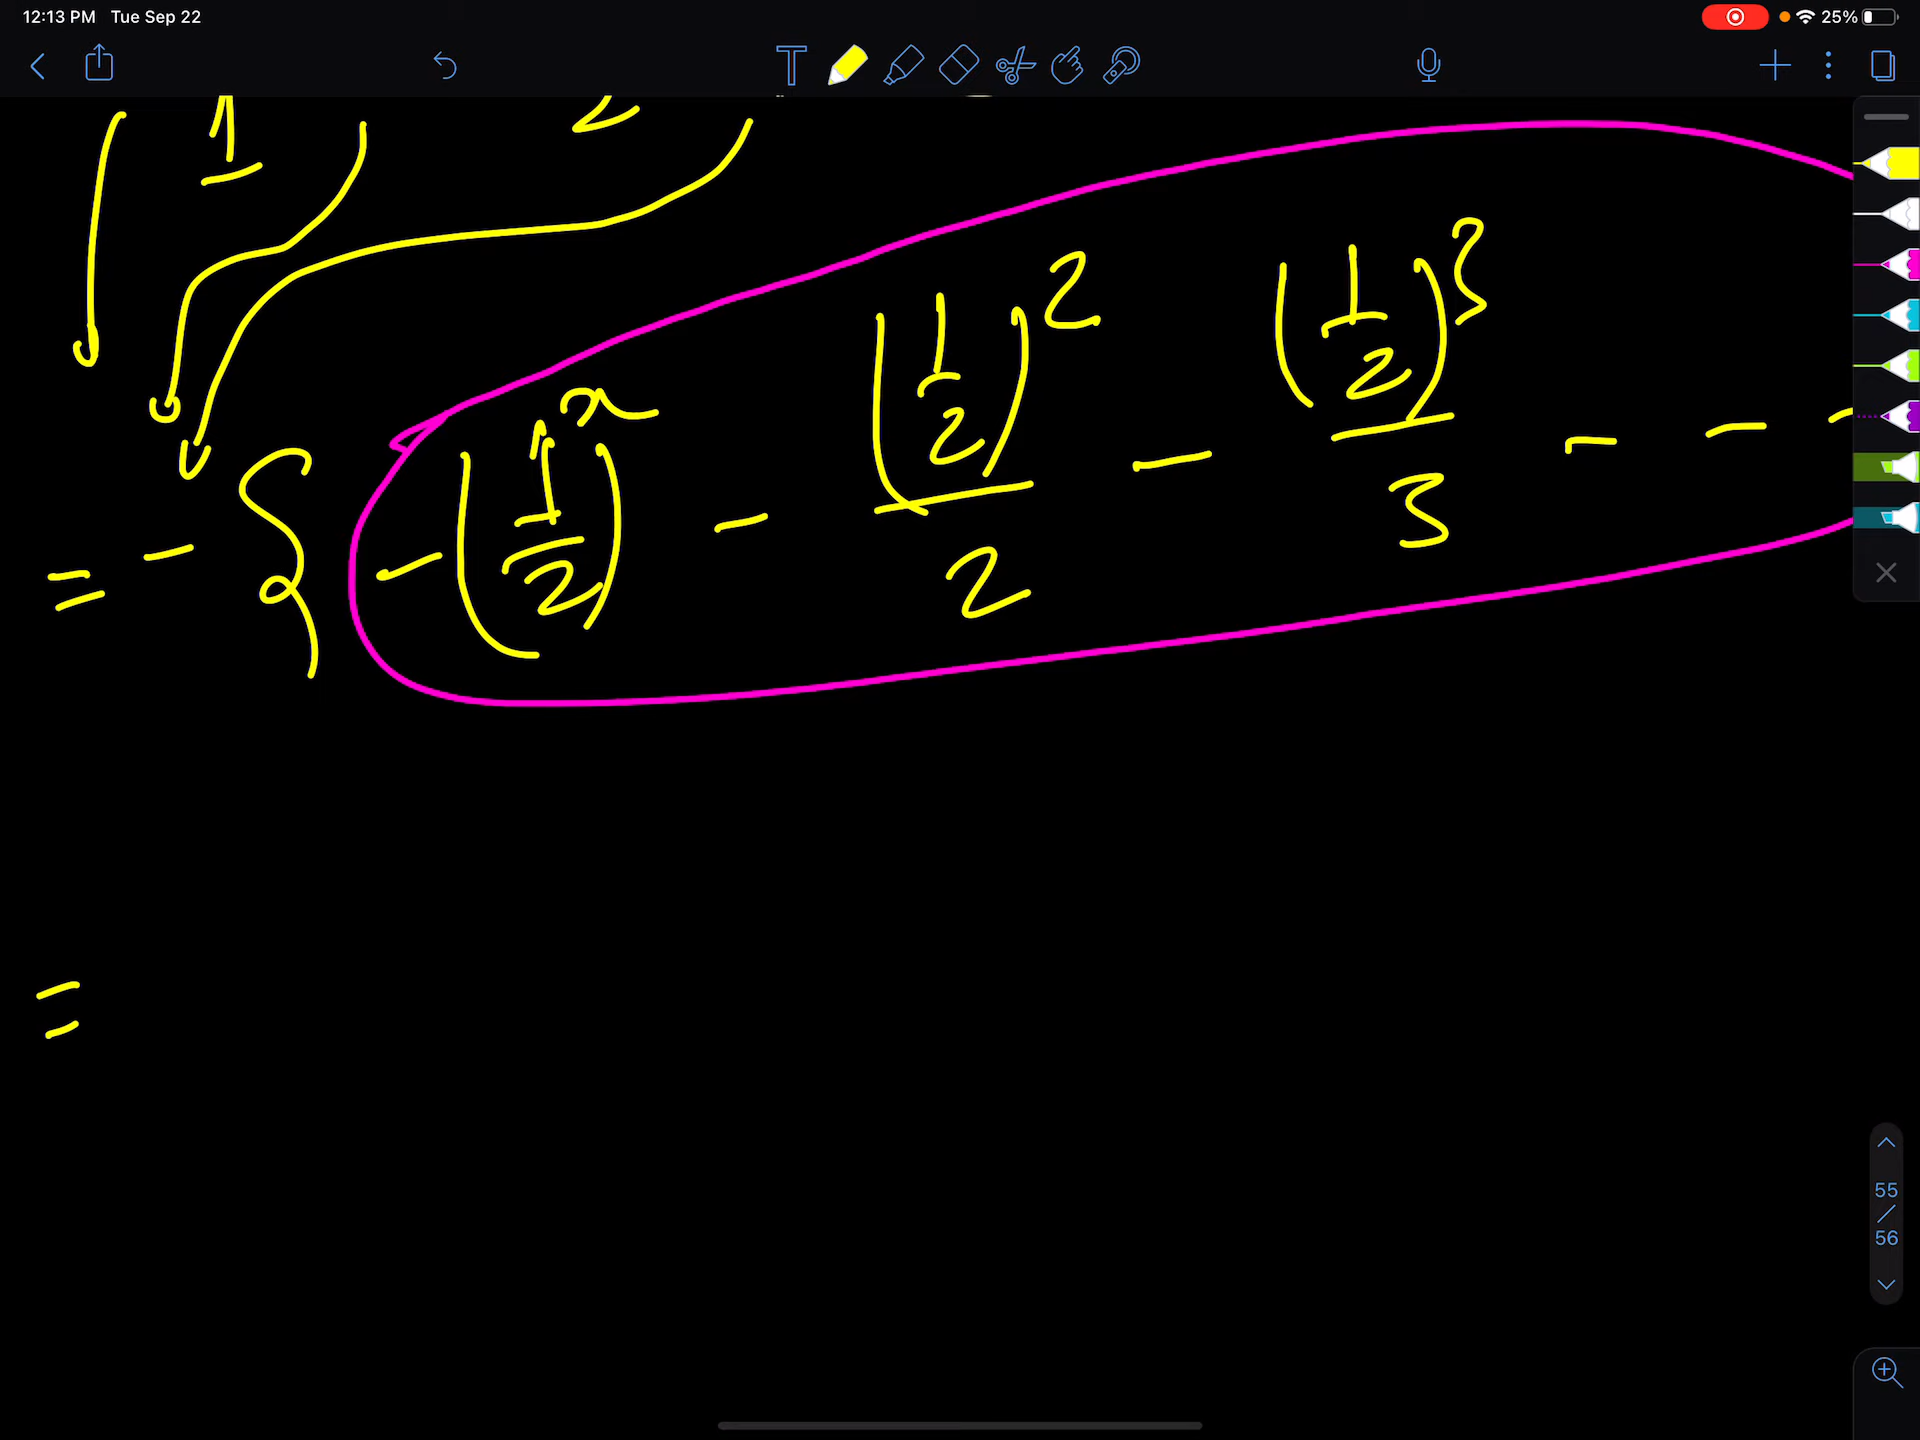 12:13 PM Tue Sep 22 25%
T
1 2
= - { - (1/2)^x - (1/2)^2/2 - (1/2)^3/3 - - -
=
55
/
56